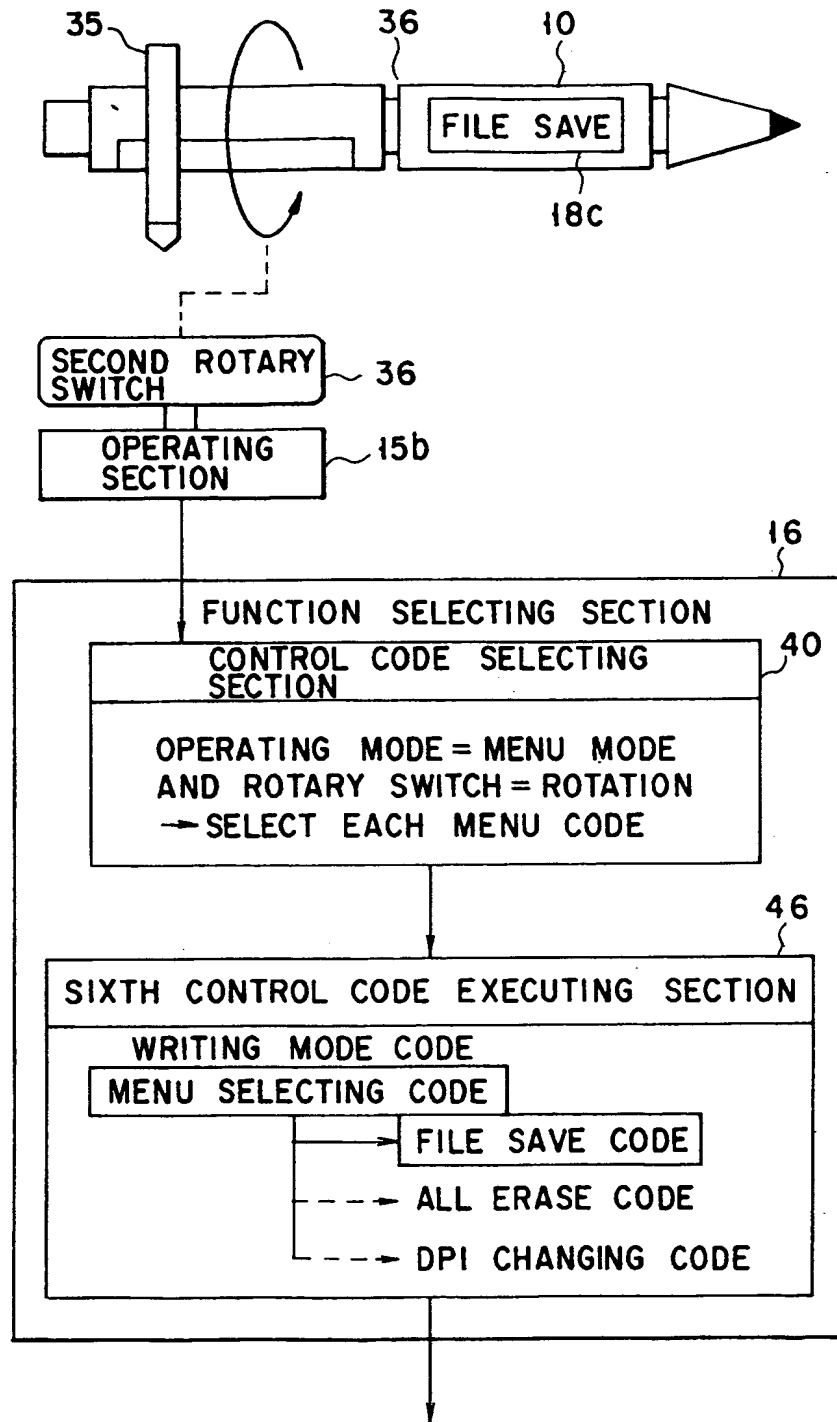 35
36
10
FILE SAVE
18c
SECOND ROTARY
SWITCH
36
OPERATING
SECTION
15b
16
FUNCTION SELECTING SECTION
CONTROL CODE SELECTING
SECTION
40
OPERATING MODE = MENU MODE
AND ROTARY SWITCH = ROTATION
→ SELECT EACH MENU CODE
46
SIXTH CONTROL CODE EXECUTING SECTION
WRITING MODE CODE
MENU SELECTING CODE
FILE SAVE CODE
ALL ERASE CODE
DPI CHANGING CODE